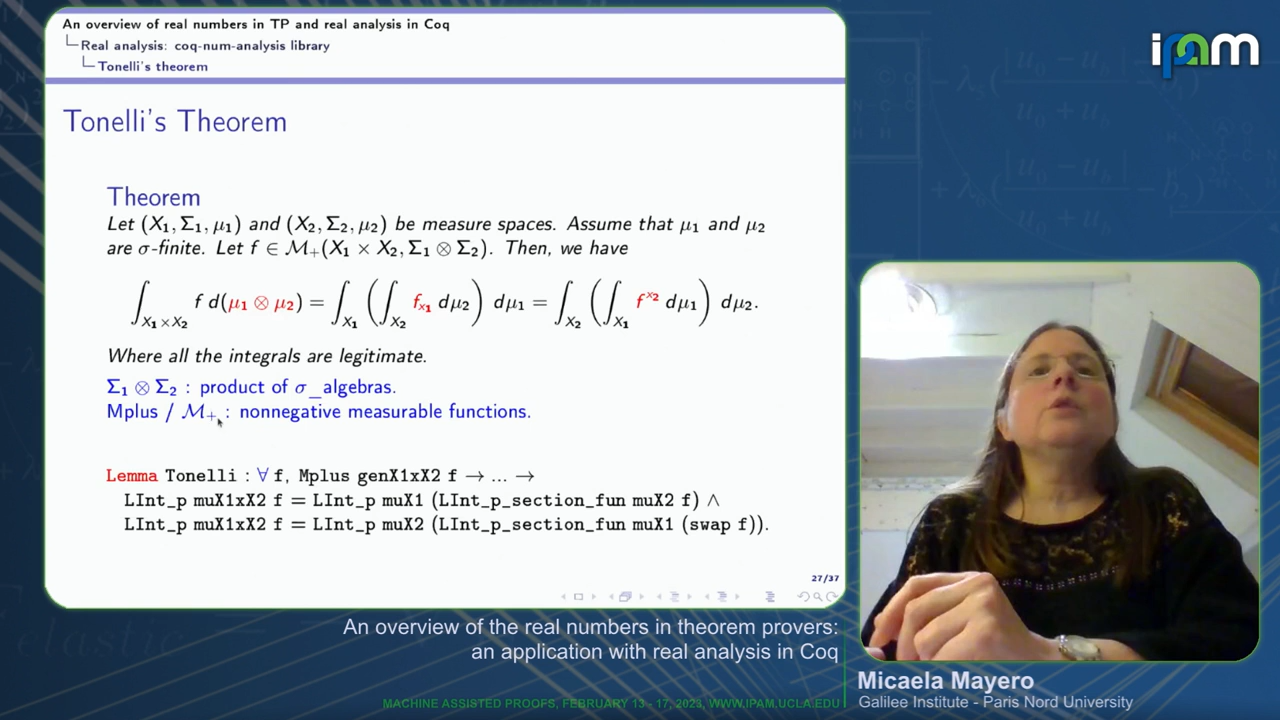 An overview of real numbers in TP and real analysis in Coq
Real analysis: coq-num-analysis library
Tonelli's theorem
ipam
Tonelli's Theorem
Theorem
Let (X₁, Σ₁, μ₁) and (X₂, Σ₂, μ₂) be measure spaces. Assume that μ₁ and μ₂
are σ-finite. Let f ∈ ℳ₊(X₁ × X₂, Σ₁ ⊗ Σ₂). Then, we have
∫_{X₁×X₂} f d(μ₁ ⊗ μ₂) = ∫_{X₁} (∫_{X₂} f_{x₁} dμ₂) dμ₁ = ∫_{X₂} (∫_{X₁} f^{x₂} dμ₁) dμ₂.
Where all the integrals are legitimate.
Σ₁ ⊗ Σ₂ : product of σ_algebras.
Mplus / ℳ₊ : nonnegative measurable functions.
Lemma Tonelli : ∀ f, Mplus genX1xX2 f → ... →
LInt_p muX1xX2 f = LInt_p muX1 (LInt_p_section_fun muX2 f) ∧
LInt_p muX1xX2 f = LInt_p muX2 (LInt_p_section_fun muX1 (swap f)).
27/37
An overview of the real numbers in theorem provers:
an application with real analysis in Coq
Micaela Mayero
Galilee Institute - Paris Nord University
MACHINE ASSISTED PROOFS, FEBRUARY 13 - 17, 2023, WWW.IPAM.UCLA.EDU